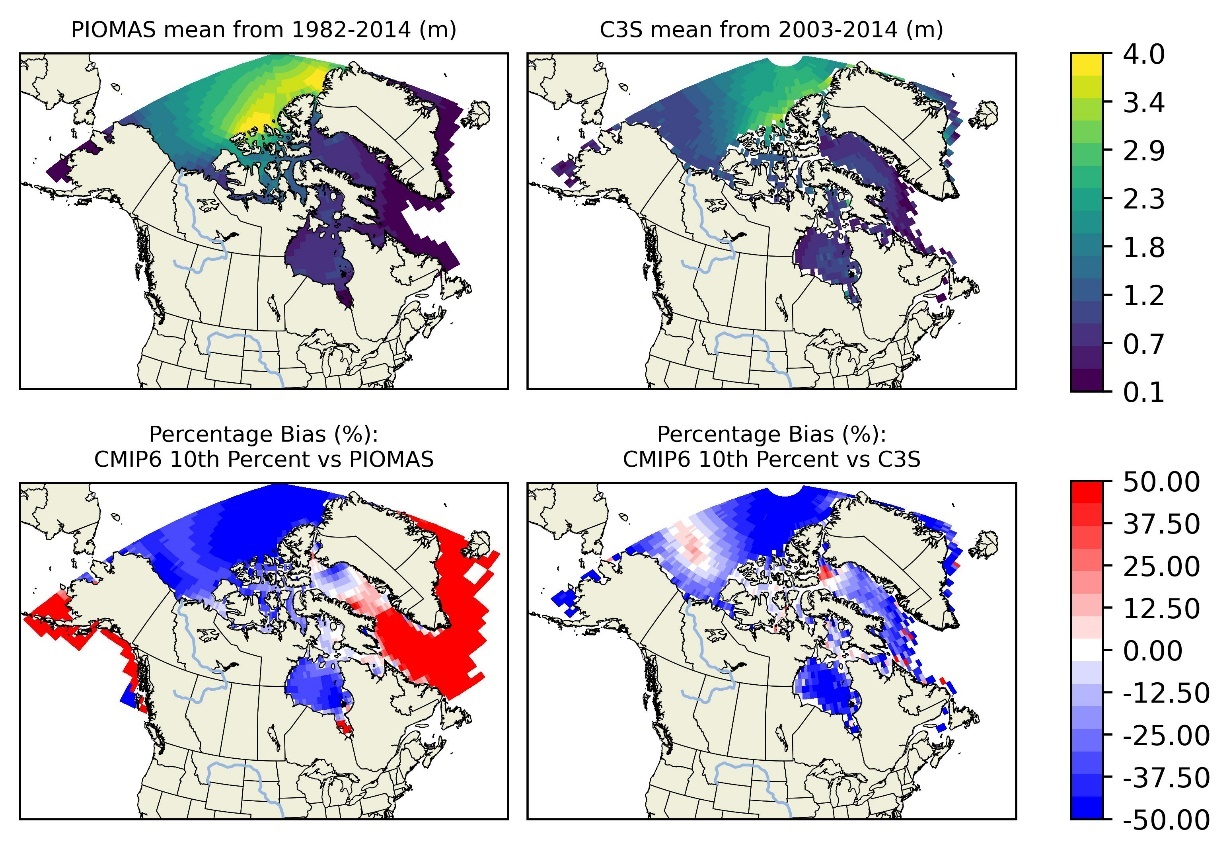 PIOMAS mean from 1982-2014 (m)
C3S mean from 2003-2014 (m)
4.0
3.4
2.9
2.3
1.8
1.2
0.7
0.1
Percentage Bias (%):
CMIP6 10th Percent vs PIOMAS
Percentage Bias (%):
CMIP6 10th Percent vs C3S
50.00
37.50
25.00
12.50
0.00
-12.50
-25.00
-37.50
-50.00